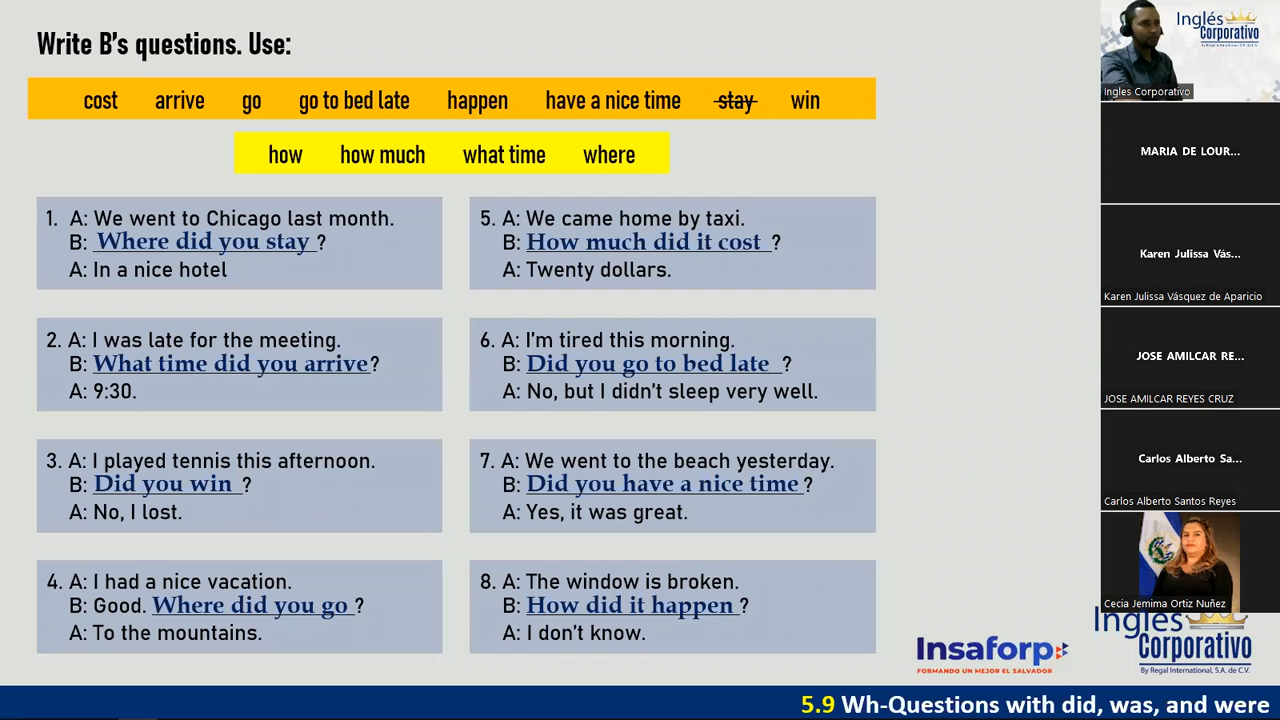 Write B's questions. Use:
cost arrive go go to bed late happen have a nice time stay win
how how much what time where
1. A: We went to Chicago last month.
B: Where did you stay ?
A: In a nice hotel
2. A: I was late for the meeting.
B: What time did you arrive?
A: 9:30.
3. A: I played tennis this afternoon.
B: Did you win ?
A: No, I lost.
4. A: I had a nice vacation.
B: Good. Where did you go ?
A: To the mountains.
5. A: We came home by taxi.
B: How much did it cost ?
A: Twenty dollars.
6. A: I'm tired this morning.
B: Did you go to bed late ?
A: No, but I didn't sleep very well.
7. A: We went to the beach yesterday.
B: Did you have a nice time ?
A: Yes, it was great.
8. A: The window is broken.
B: How did it happen ?
A: I don't know.
Insaforp
FORMANDO UN MEJOR EL SALVADOR
Inglés
Corporativo
By Regal International, S.A. de C.V.
5.9 Wh-Questions with did, was, and were
Inglés
Corporativo
By Regal International, S.A. de C.V.
Ingles Corporativo
MARIA DE LOUR...
Karen Julissa Vás...
Karen Julissa Vásquez de Aparicio
JOSE AMILCAR RE...
JOSE AMILCAR REYES CRUZ
Carlos Alberto Sa...
Carlos Alberto Santos Reyes
Cecia Jemima Ortiz Nuñez